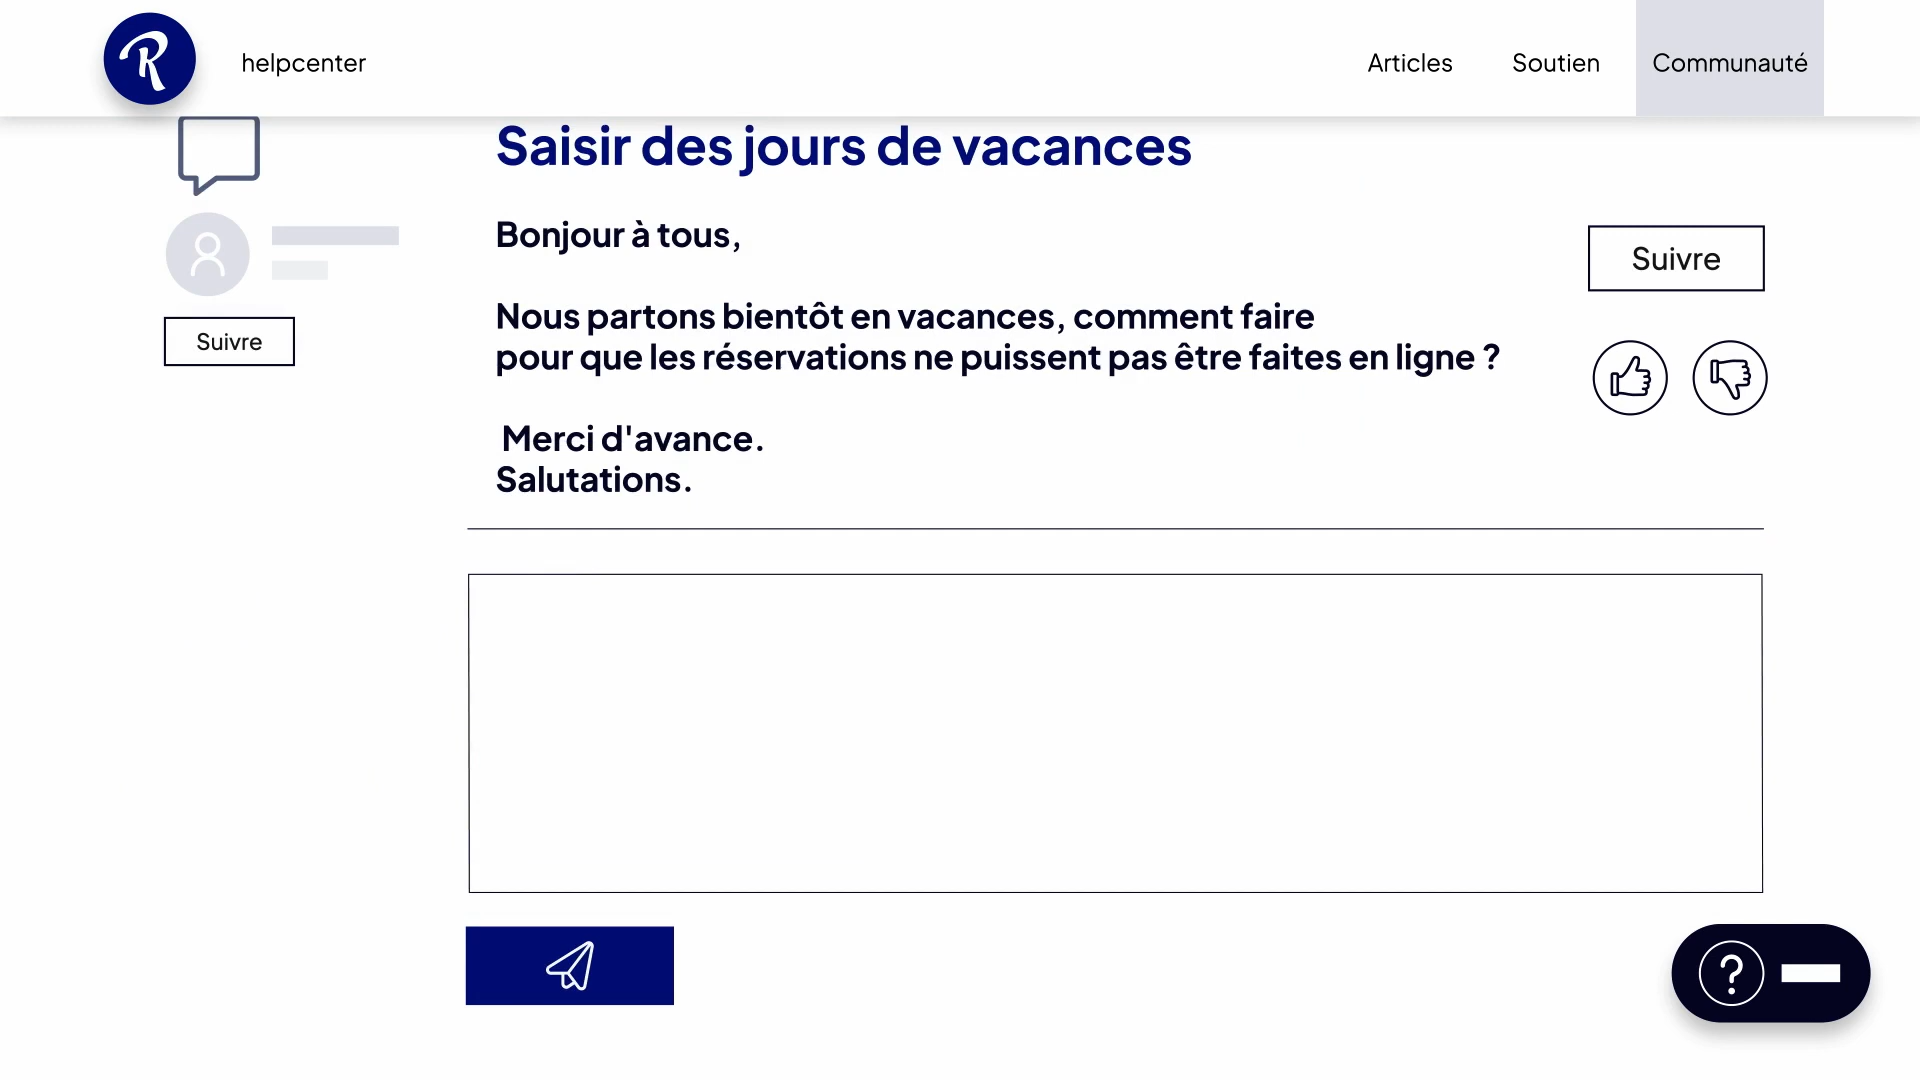 R
helpcenter
Articles
Soutien
Communauté
Saisir des jours de vacances
Bonjour à tous,
Suivre
Nous partons bientôt en vacances, comment faire
pour que les réservations ne puissent pas être faites en ligne ?
Merci d'avance.
Salutations.
Suivre
?